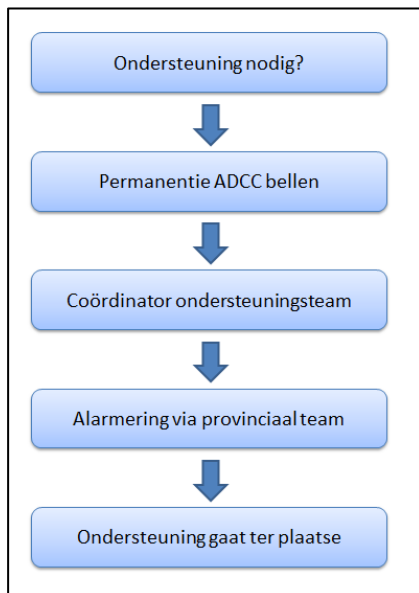 Ondersteuning nodig?
Permanentie ADCC bellen
Coördinator ondersteuningsteam
Alarmering via provinciaal team
Ondersteuning gaat ter plaatse